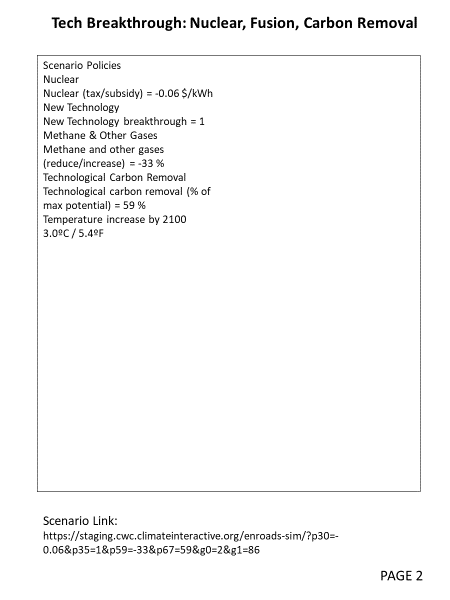 Tech Breakthrough: Nuclear, Fusion, Carbon Removal
Scenario Policies
Nuclear
Nuclear (tax/subsidy) = -0.06 $/kWh
New Technology
New Technology breakthrough = 1
Methane & Other Gases
Methane and other gases
(reduce/increase) = -33 %
Technological Carbon Removal
Technological carbon removal (% of
max potential) = 59 %
Temperature increase by 2100
3.0ºC / 5.4ºF
Scenario Link:
https://staging.cwc.climateinteractive.org/enroads-sim/?p30=-
0.06&p35=1&p59=-33&p67=59&g0=2&g1=86
PAGE 2